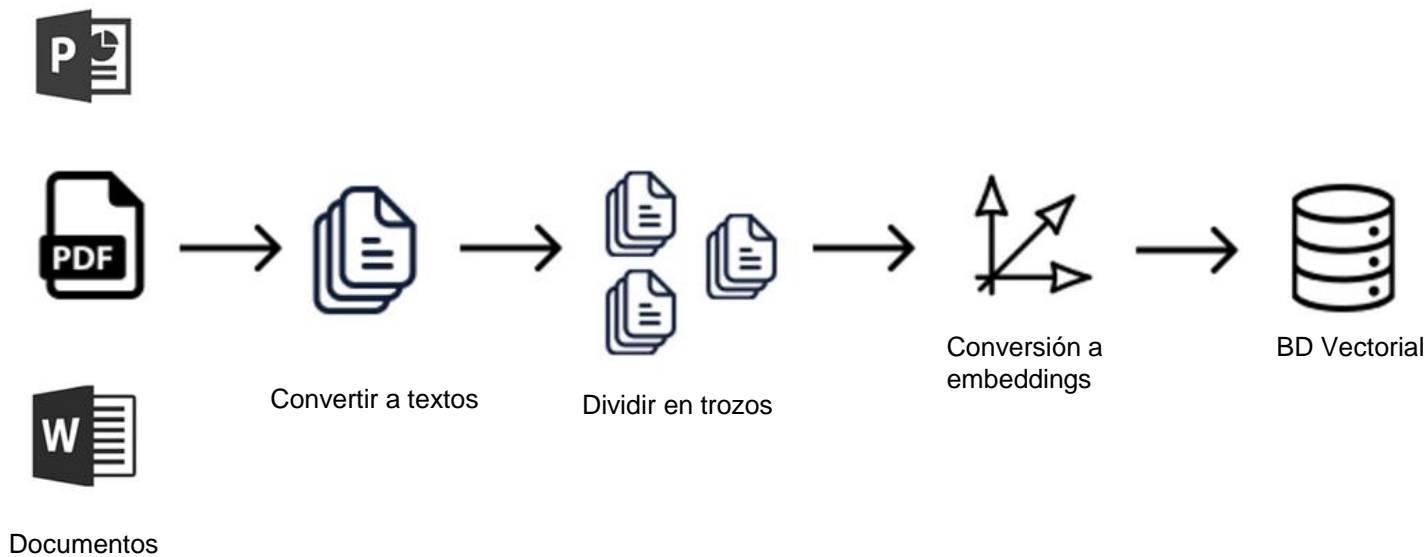 P
PDF
W
Documentos
Convertir a textos
Dividir en trozos
Conversión a
embeddings
BD Vectorial